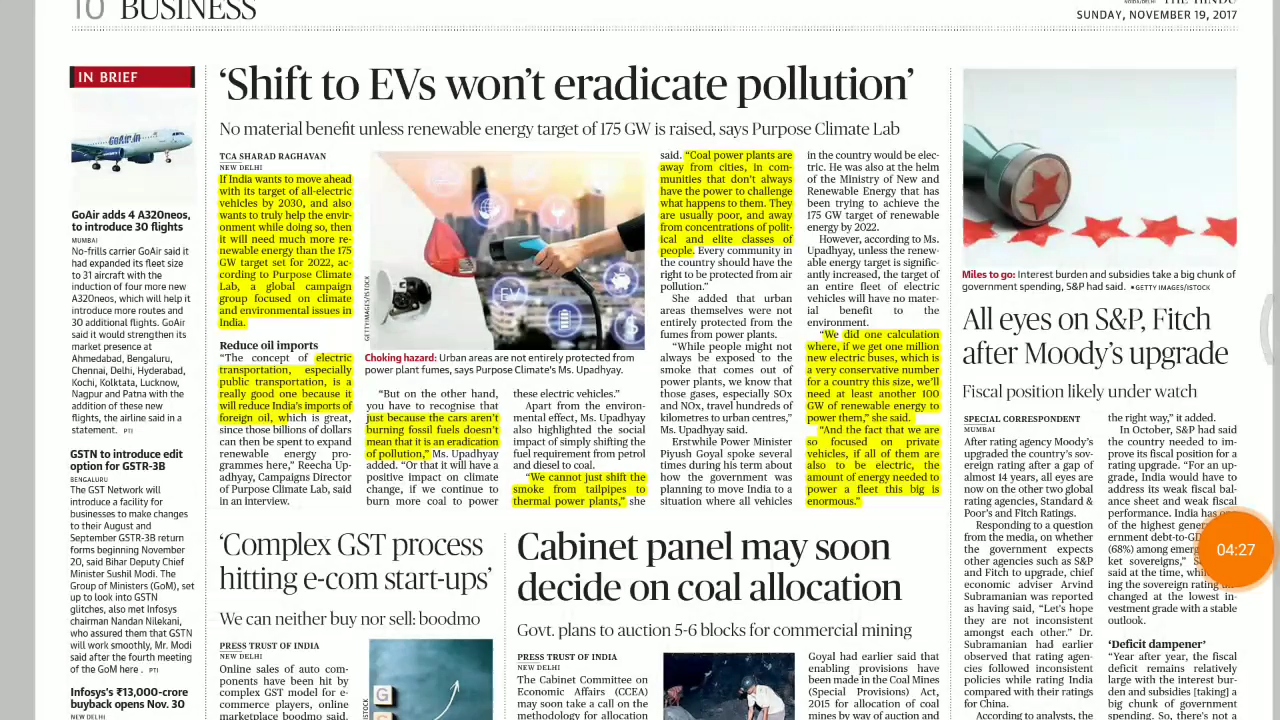 10 BUSINESS
THE HINDU
SUNDAY, NOVEMBER 19, 2017
IN BRIEF
GoAir adds 4 A320neos,
to introduce 30 flights
MUMBAI
No-frills carrier GoAir said it
had expanded its fleet size
to 31 aircraft with the
induction of four more new
A320neos, which will help it
introduce more routes and
30 additional flights. GoAir
said it would strengthen its
market presence at
Ahmedabad, Bengaluru,
Chennai, Delhi, Hyderabad,
Kochi, Kolkata, Lucknow,
Nagpur and Patna with the
addition of these new
flights, the airline said in a
statement. PTI
GSTN to introduce edit
option for GSTR-3B
BENGALURU
The GST Network will
introduce a facility for
businesses to make changes
to their August and
September GSTR-3B return
forms beginning November
20, said Bihar Deputy Chief
Minister Sushil Modi. The
Group of Ministers (GoM), set
up to look into GSTN
glitches, also met Infosys
chairman Nandan Nilekani,
who assured them that GSTN
will work smoothly, Mr. Modi
said after the fourth meeting
of the GoM here . PTI
Infosys's ₹13,000-crore
buyback opens Nov. 30
NEW DELHI
‘Shift to EVs won’t eradicate pollution’
No material benefit unless renewable energy target of 175 GW is raised, says Purpose Climate Lab
TCA SHARAD RAGHAVAN
NEW DELHI
If India wants to move ahead
with its target of all-electric
vehicles by 2030, and also
wants to truly help the envir-
onment while doing so, then
it will need much more re-
newable energy than the 175
GW target set for 2022, ac-
cording to Purpose Climate
Lab, a global campaign
group focused on climate
and environmental issues in
India.
Reduce oil imports
“The concept of electric
transportation, especially
public transportation, is a
really good one because it
will reduce India’s imports of
foreign oil, which is great,
since those billions of dollars
can then be spent to expand
renewable energy pro-
grammes here,” Reecha Up-
adhyay, Campaigns Director
of Purpose Climate Lab, said
in an interview.
GoAir.in
EV
GETTYIMAGES/ISTOCK
Choking hazard: Urban areas are not entirely protected from
power plant fumes, says Purpose Climate’s Ms. Upadhyay.
“But on the other hand,
you have to recognise that
just because the cars aren’t
burning fossil fuels doesn’t
mean that it is an eradication
of pollution,” Ms. Upadhyay
added. “Or that it will have a
positive impact on climate
change, if we continue to
burn more coal to power
these electric vehicles.”
Apart from the environ-
mental effect, Ms. Upadhyay
also highlighted the social
impact of simply shifting the
fuel requirement from petrol
and diesel to coal.
“We cannot just shift the
smoke from tailpipes to
thermal power plants,” she
said. “Coal power plants are
away from cities, in com-
munities that don’t always
have the power to challenge
what happens to them. They
are usually poor, and away
from concentrations of polit-
ical and elite classes of
people. Every community in
the country should have the
right to be protected from air
pollution.”
She added that urban
areas themselves were not
entirely protected from the
fumes from power plants.
“While people might not
always be exposed to the
smoke that comes out of
power plants, we know that
those gases, especially SOx
and NOx, travel hundreds of
kilometres to urban centres,”
Ms. Upadhyay said.
Erstwhile Power Minister
Piyush Goyal spoke several
times during his term about
how the government was
planning to move India to a
situation where all vehicles
in the country would be elec-
tric. He was also at the helm
of the Ministry of New and
Renewable Energy that has
been trying to achieve the
175 GW target of renewable
energy by 2022.
However, according to Ms.
Upadhyay, unless the renew-
able energy target is signific-
antly increased, the target of
an entire fleet of electric
vehicles will have no mater-
ial benefit to the
environment.
“We did one calculation
where, if we get one million
new electric buses, which is
a very conservative number
for a country this size, we’ll
need at least another 100
GW of renewable energy to
power them,” she said.
“And the fact that we are
so focused on private
vehicles, if all of them are
also to be electric, the
amount of energy needed to
power a fleet this big is
enormous.”
Miles to go: Interest burden and subsidies take a big chunk of
government spending, S&P had said. •GETTY IMAGES/ISTOCK
All eyes on S&P, Fitch
after Moody’s upgrade
Fiscal position likely under watch
SPECIAL CORRESPONDENT
MUMBAI
After rating agency Moody’s
upgraded the country’s sov-
ereign rating after a gap of
almost 14 years, all eyes are
now on the other two global
rating agencies, Standard &
Poor’s and Fitch Ratings.
Responding to a question
from the media, on whether
the government expects
other agencies such as S&P
and Fitch to upgrade, chief
economic adviser Arvind
Subramanian was reported
as having said, “Let’s hope
they are not inconsistent
amongst each other.” Dr.
Subramanian had earlier
observed that rating agen-
cies followed inconsistent
policies while rating India
compared with their ratings
for China.
According to analysts, the
the right way,” it added.
In October, S&P had said
the country needed to im-
prove its fiscal position for a
rating upgrade. “For an up-
grade, India would have to
address its weak fiscal bal-
ance sheet and weak fiscal
performance. India has
of the highest
ernment debt-to-
(68%) among
ket sovereigns,”
said at the time,
ing the sovereign rating
changed at the lowest in-
vestment grade with a stable
outlook.
‘Deficit dampener’
“Year after year, the fiscal
deficit remains relatively
large with the interest bur-
den and subsidies [taking] a
big chunk of government
spending. So, there’s not a
04:27
‘Complex GST process
hitting e-com start-ups’
We can neither buy nor sell: boodmo
PRESS TRUST OF INDIA
NEW DELHI
Online sales of auto com-
ponents have been hit by
complex GST model for e-
commerce players, online
marketplace boodmo said.
G
S
ISTOCK
Cabinet panel may soon
decide on coal allocation
Govt. plans to auction 5-6 blocks for commercial mining
PRESS TRUST OF INDIA
NEW DELHI
The Cabinet Committee on
Economic Affairs (CCEA)
may soon take a call on the
methodology for allocation
Goyal had earlier said that
enabling provisions have
been made in the Coal Mines
(Special Provisions) Act,
2015 for allocation of coal
mines by way of auction and